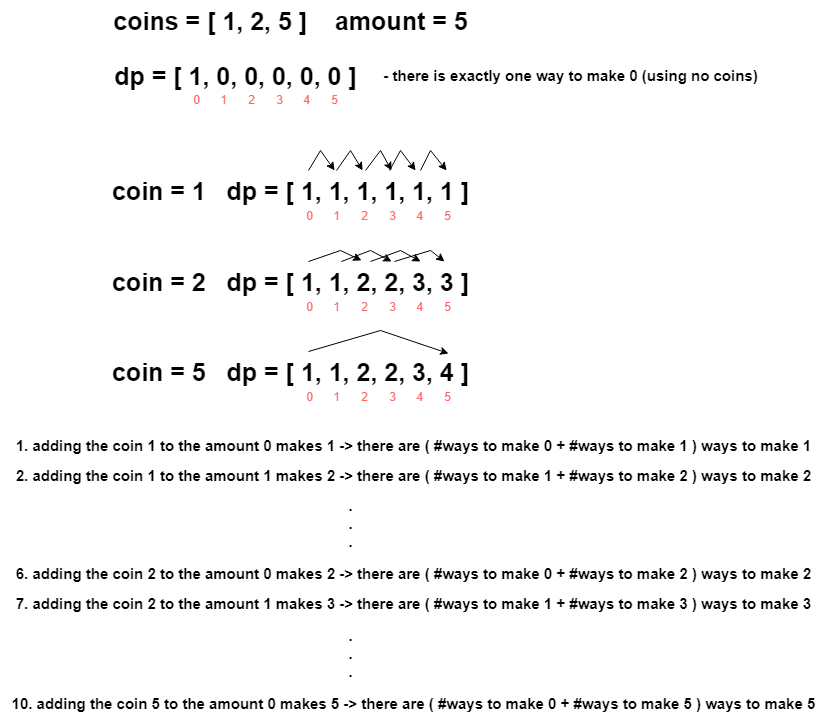 coins = [ 1, 2, 5 ] amount = 5
dp = [ 1, 0, 0, 0, 0, 0 ] - there is exactly one way to make 0 (using no coins)
0 1 2 3 4 5
coin = 1 dp = [ 1, 1, 1, 1, 1, 1 ]
0 1 2 3 4 5
coin = 2 dp = [ 1, 1, 2, 2, 3, 3 ]
0 1 2 3 4 5
coin = 5 dp = [ 1, 1, 2, 2, 3, 4 ]
0 1 2 3 4 5
1. adding the coin 1 to the amount 0 makes 1 -> there are ( #ways to make 0 + #ways to make 1 ) ways to make 1
2. adding the coin 1 to the amount 1 makes 2 -> there are ( #ways to make 1 + #ways to make 2 ) ways to make 2
.
.
.
6. adding the coin 2 to the amount 0 makes 2 -> there are ( #ways to make 0 + #ways to make 2 ) ways to make 2
7. adding the coin 2 to the amount 1 makes 3 -> there are ( #ways to make 1 + #ways to make 3 ) ways to make 3
.
.
.
10. adding the coin 5 to the amount 0 makes 5 -> there are ( #ways to make 0 + #ways to make 5 ) ways to make 5